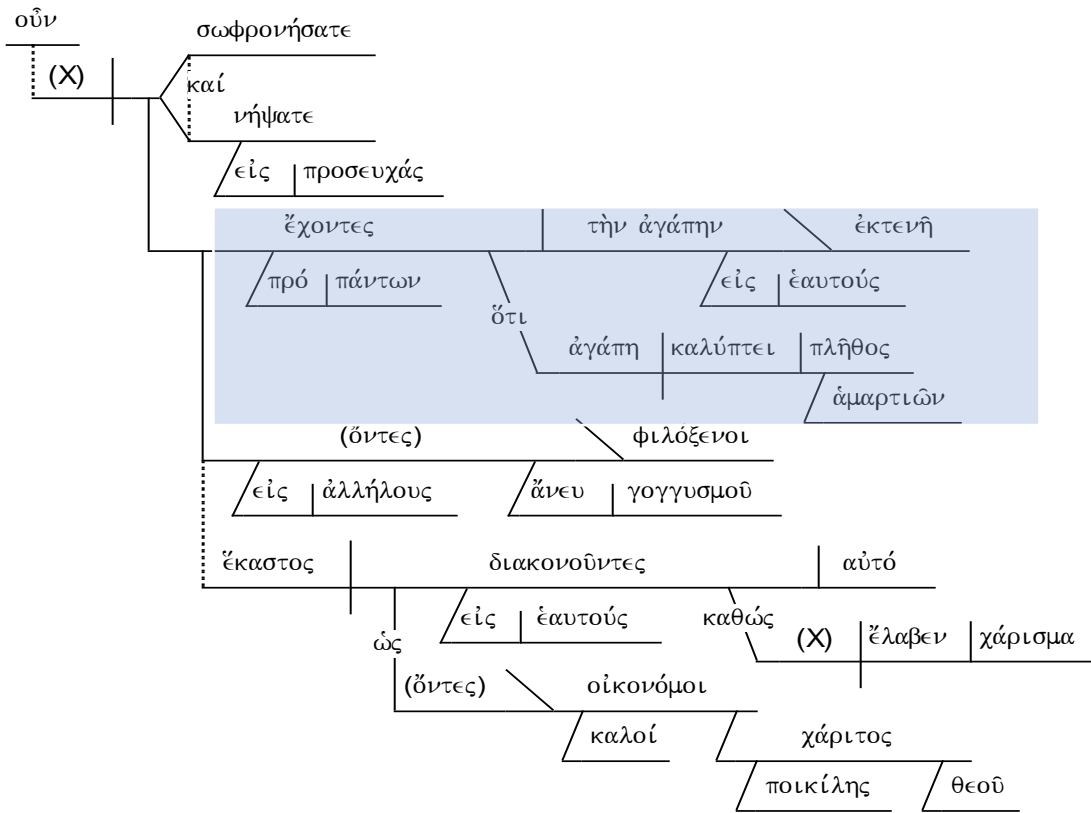 οὖν
σωφρονήσατε
(X)
καί
νήψατε
εἰς προσευχάς
ἔχοντες τὴν ἀγάπην ἐκτενῆ
πρό πάντων εἰς ἑαυτούς
ὅτι
ἀγάπη καλύπτει πλῆθος
ἁμαρτιῶν
(ὄντες) φιλόξενοι
εἰς ἀλλήλους ἄνευ γογγυσμοῦ
ἕκαστος διακονοῦντες αὐτό
εἰς ἑαυτούς καθώς
(X) ἔλαβεν χάρισμα
ὡς
(ὄντες) οἰκονόμοι
καλοί χάριτος
ποικίλης θεοῦ